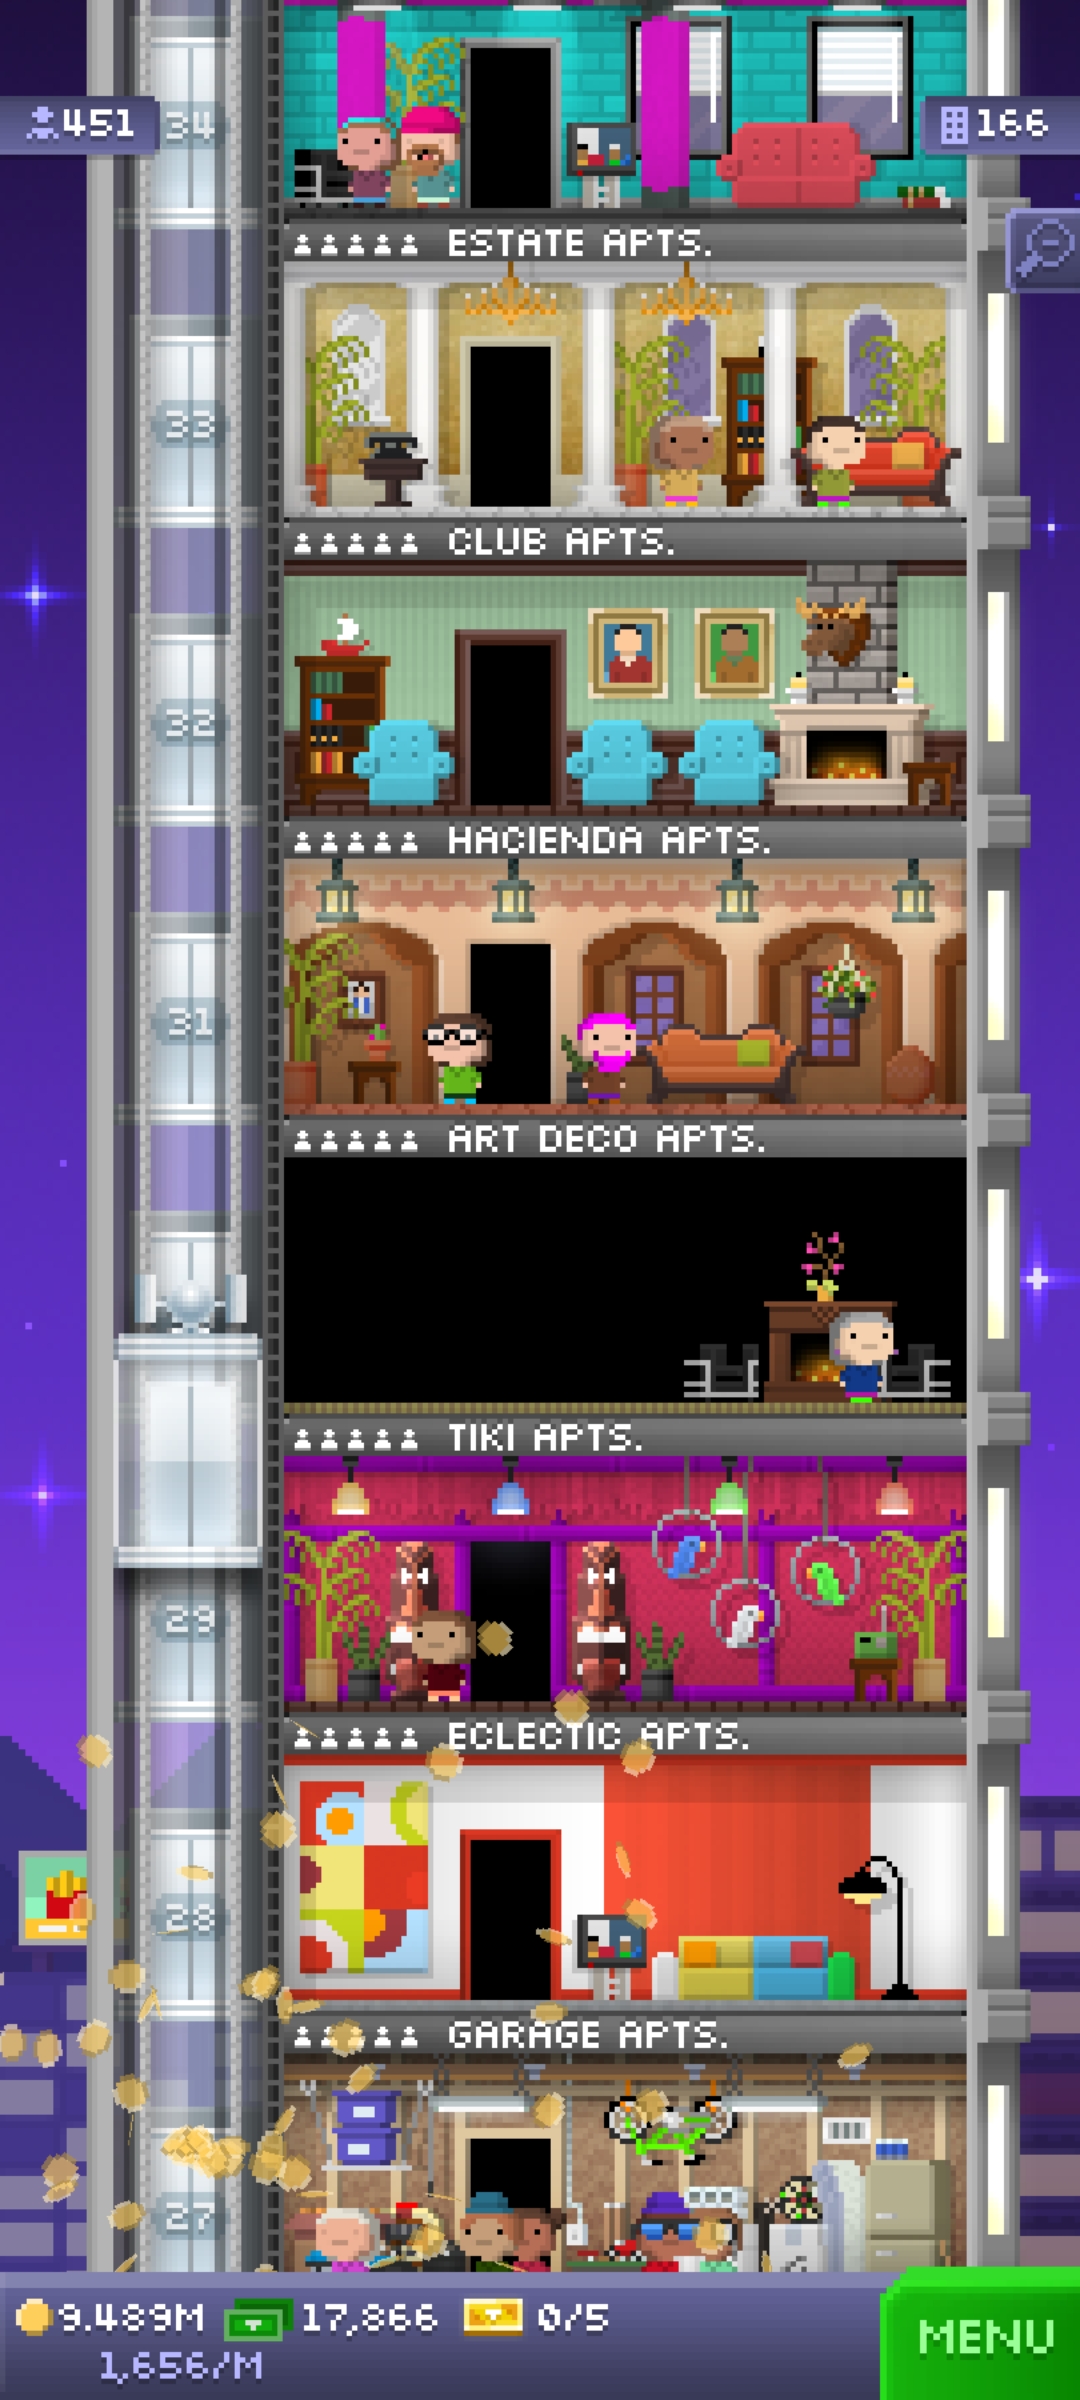 451
34
166
ESTATE APTS.
33
CLUB APTS.
32
HACIENDA APTS.
31
ART DECO APTS.
TIKI APTS.
29
ECLECTIC APTS.
28
GARAGE APTS.
27
9.489M 17,866 0/5
1,656/M
MENU